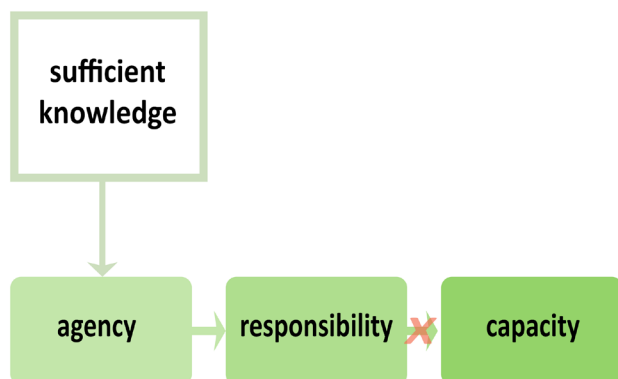 sufficient
knowledge
agency
responsibility
capacity